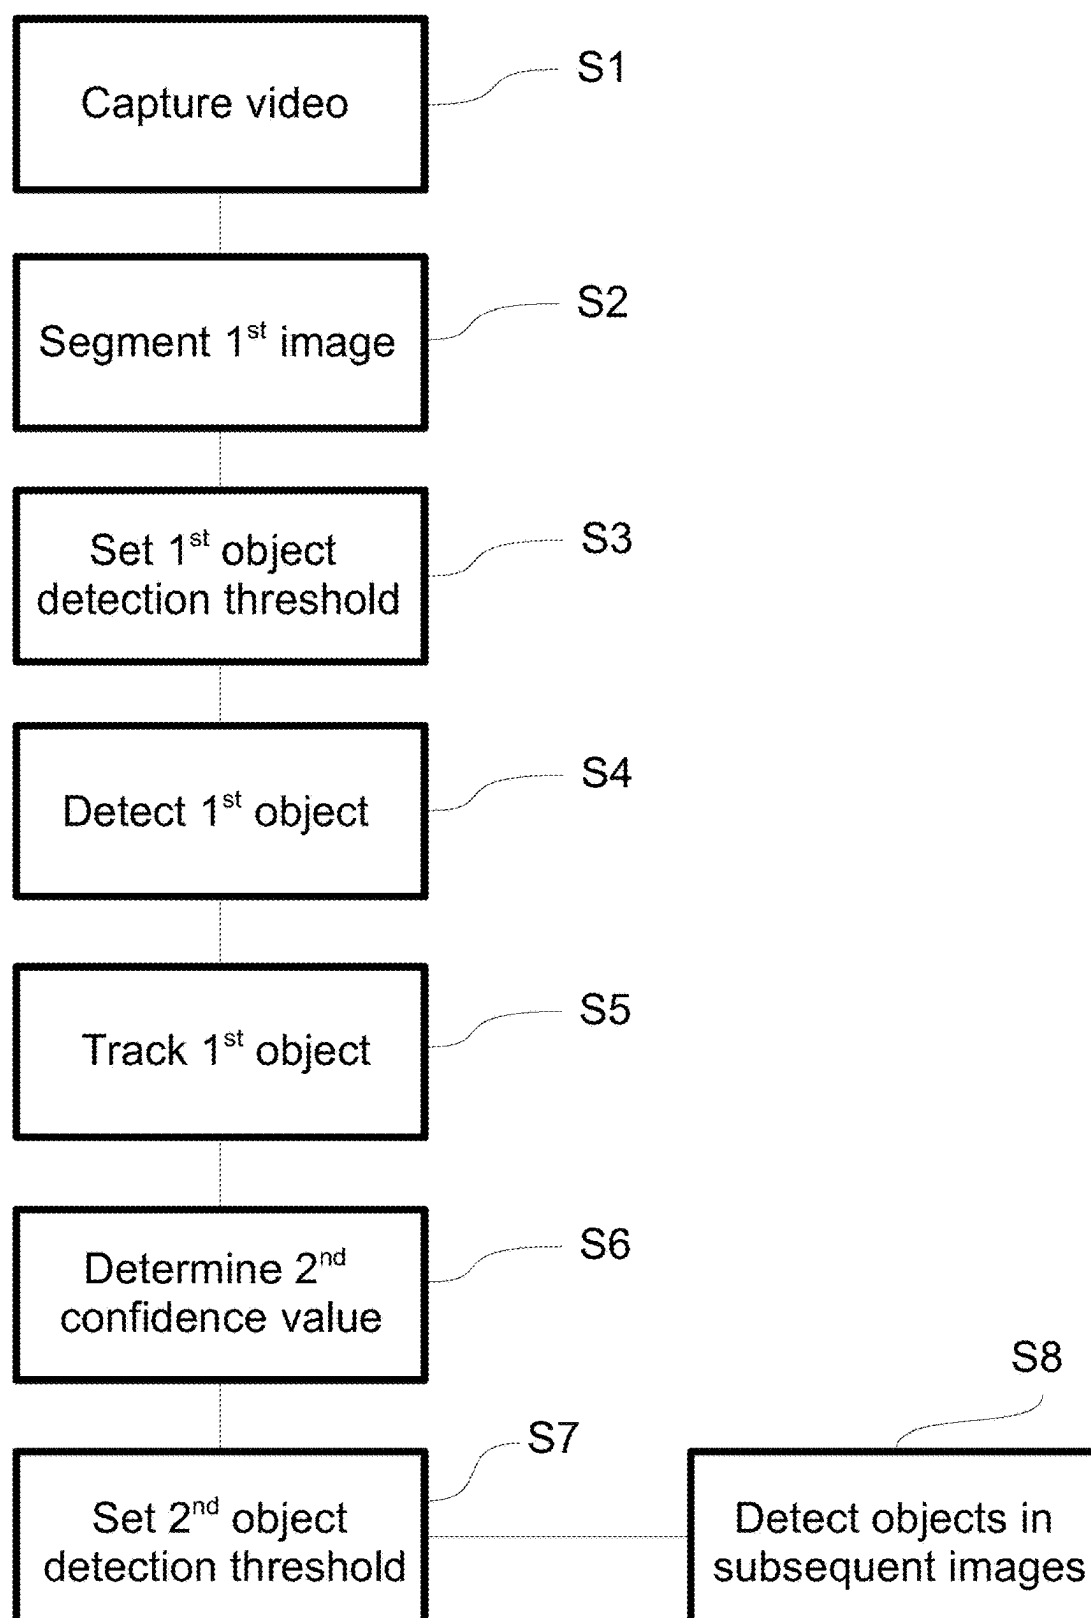 Capture video
S1
Segment 1st image
S2
Set 1st object
detection threshold
S3
Detect 1st object
S4
Track 1st object
S5
Determine 2nd
confidence value
S6
Set 2nd object
detection threshold
S7
Detect objects in
subsequent images
S8